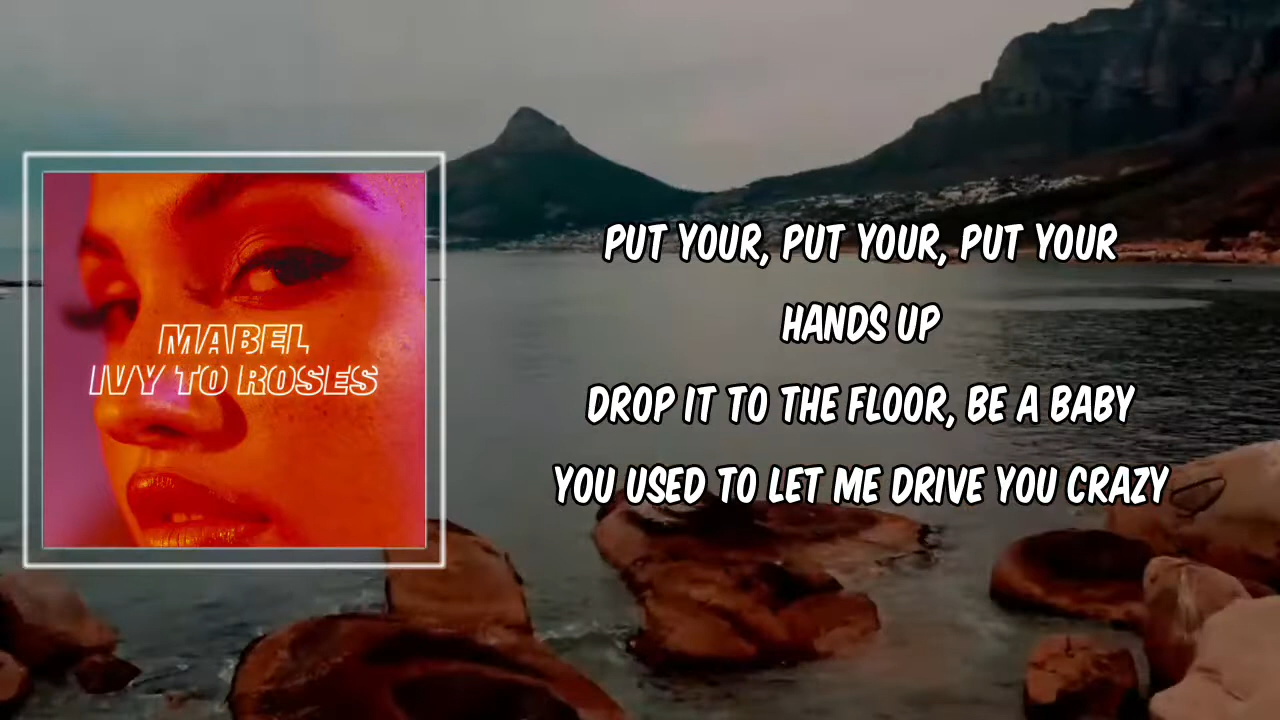 MABEL
IVY TO ROSES
PUT YOUR, PUT YOUR, PUT YOUR
HANDS UP
DROP IT TO THE FLOOR, BE A BABY
YOU USED TO LET ME DRIVE YOU CRAZY